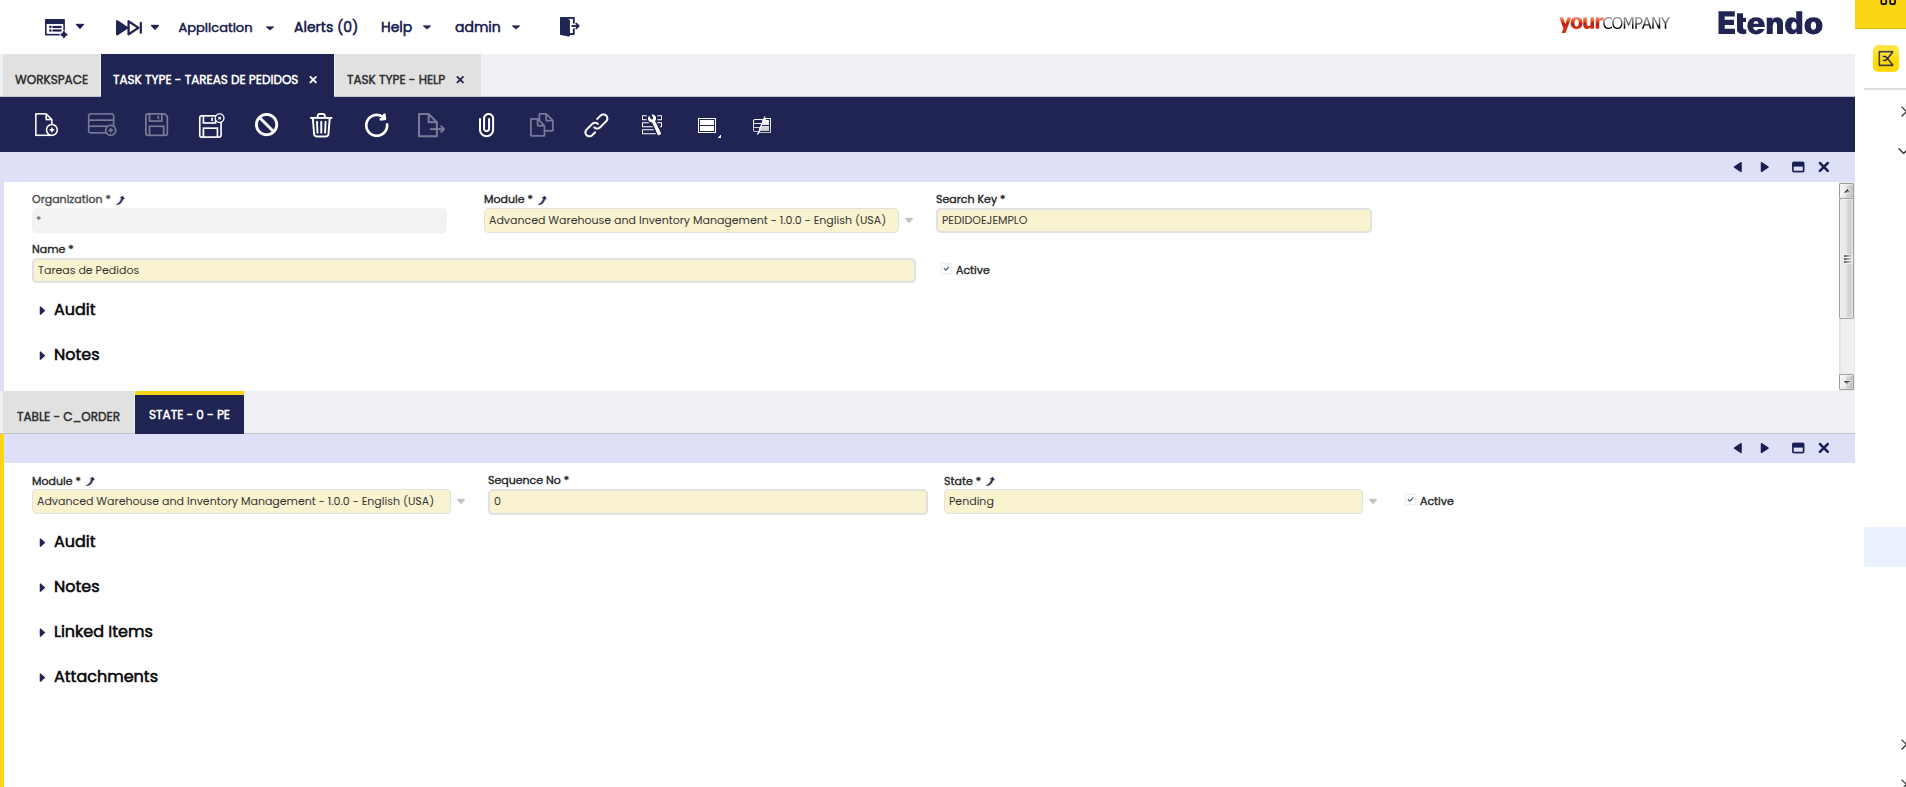 Application Alerts (0) Help admin yourCOMPANY Etendo
WORKSPACE TASK TYPE - TAREAS DE PEDIDOS TASK TYPE - HELP
Organization * Module * Search Key *
* Advanced Warehouse and Inventory Management - 1.0.0 - English (USA) PEDIDOEJEMPLO
Name *
Tareas de Pedidos Active
Audit
Notes
TABLE - C_ORDER STATE - 0 - PE
Module * Sequence No * State *
Advanced Warehouse and Inventory Management - 1.0.0 - English (USA) 0 Pending Active
Audit
Notes
Linked Items
Attachments